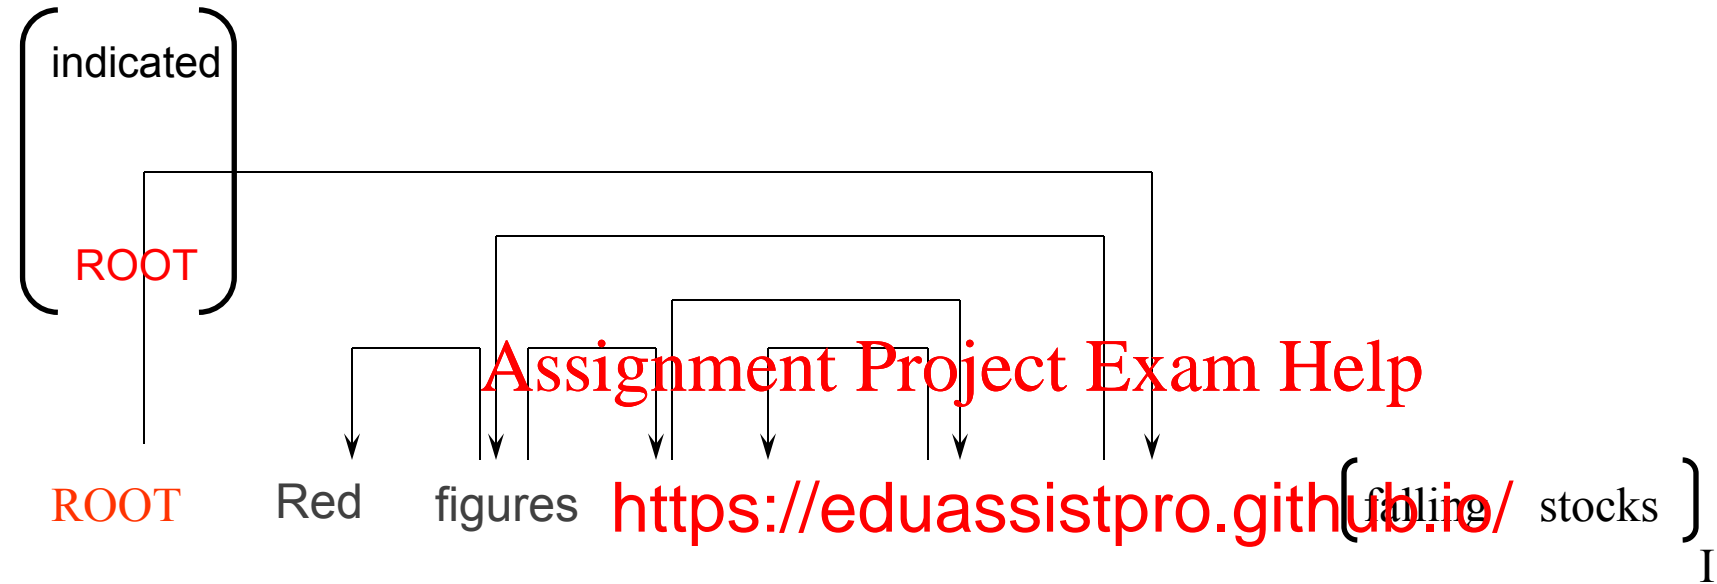 indicated
ROOT
Assignment Project Exam Help
ROOT Red figures https://eduassistpro.github.io/ falling stocks
I